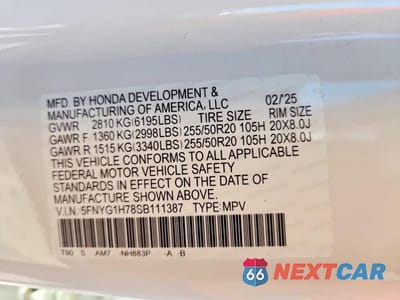 MFD. BY HONDA DEVELOPMENT &
MANUFACTURING OF AMERICA, LLC 02/'25
GVWR 2810 KG(6195LBS) TIRE SIZE RIM SIZE
GAWR F 1360 KG(2998LBS) 255/50R20 105H 20X8.0J
GAWR R 1515 KG(3340LBS) 255/50R20 105H 20X8.0J
THIS VEHICLE CONFORMS TO ALL APPLICABLE
FEDERAL MOTOR VEHICLE SAFETY
STANDARDS IN EFFECT ON THE DATE OF
MANUFACTURE SHOWN ABOVE.
V.I.N.: 5FNYG1H78SB111387 TYPE:MPV
T90 S AM7 -NH883P -A -B
66 NEXTCAR